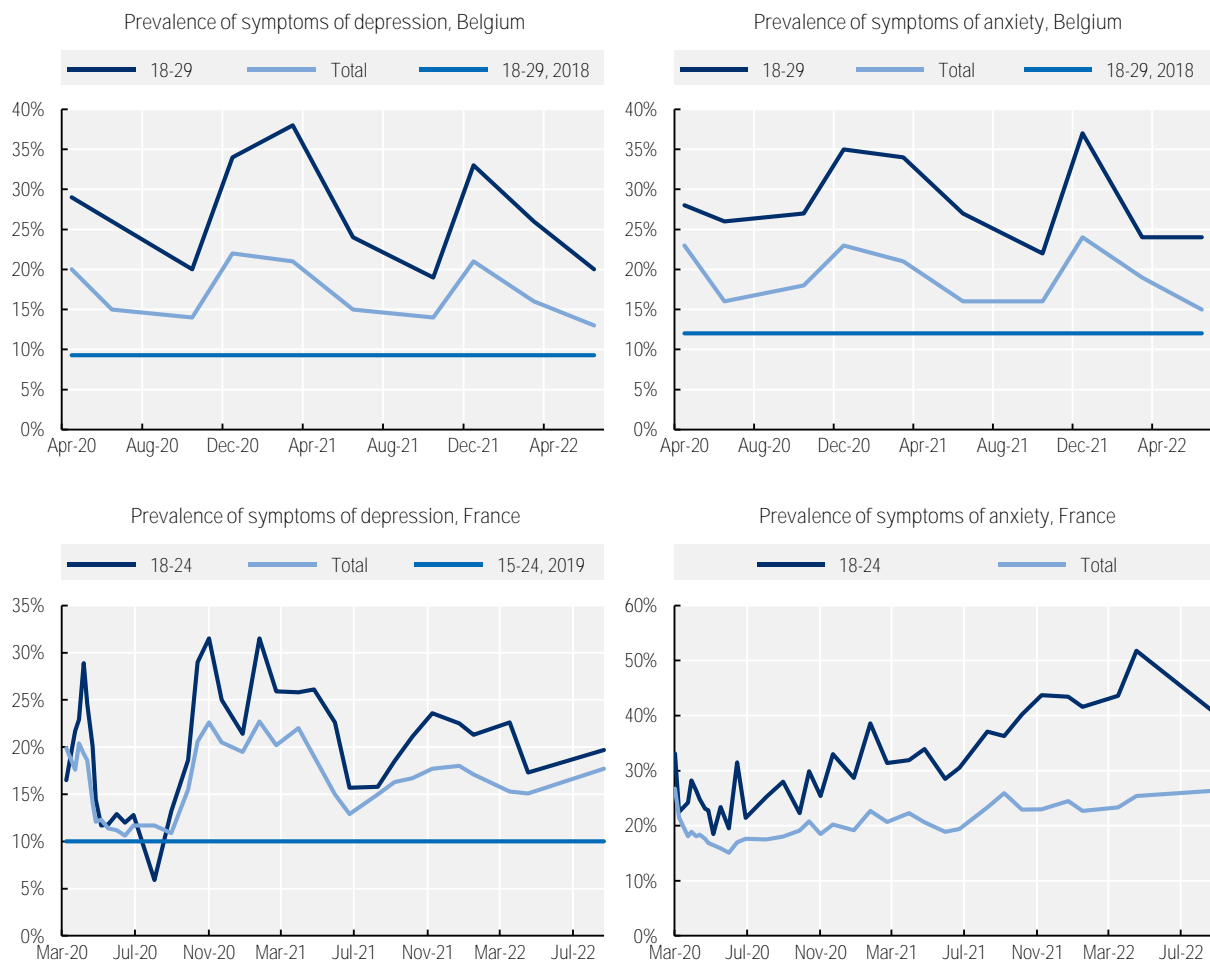 Prevalence of symptoms of depression, Belgium
18-29 Total 18-29, 2018
40%
35%
30%
25%
20%
15%
10%
5%
0%
Apr-20 Aug-20 Dec-20 Apr-21 Aug-21 Dec-21 Apr-22
Prevalence of symptoms of anxiety, Belgium
18-29 Total 18-29, 2018
40%
35%
30%
25%
20%
15%
10%
5%
0%
Apr-20 Aug-20 Dec-20 Apr-21 Aug-21 Dec-21 Apr-22
Prevalence of symptoms of depression, France
18-24 Total 15-24, 2019
35%
30%
25%
20%
15%
10%
5%
0%
Mar-20 Jul-20 Nov-20 Mar-21 Jul-21 Nov-21 Mar-22 Jul-22
Prevalence of symptoms of anxiety, France
18-24 Total
60%
50%
40%
30%
20%
10%
0%
Mar-20 Jul-20 Nov-20 Mar-21 Jul-21 Nov-21 Mar-22 Jul-22